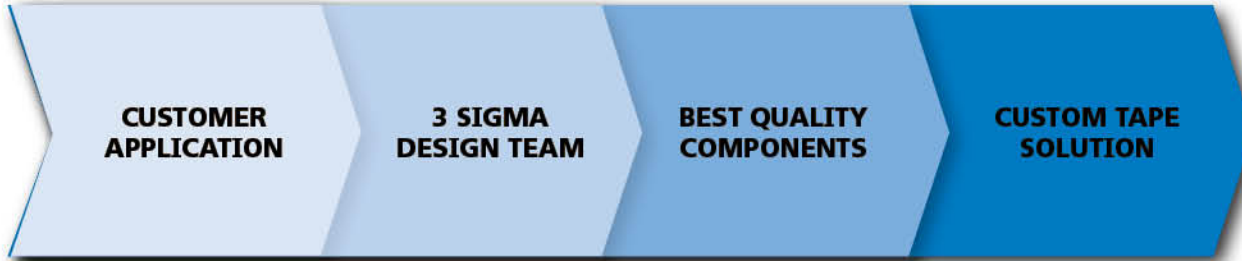 CUSTOMER
APPLICATION
3 SIGMA
DESIGN TEAM
BEST QUALITY
COMPONENTS
CUSTOM TAPE
SOLUTION